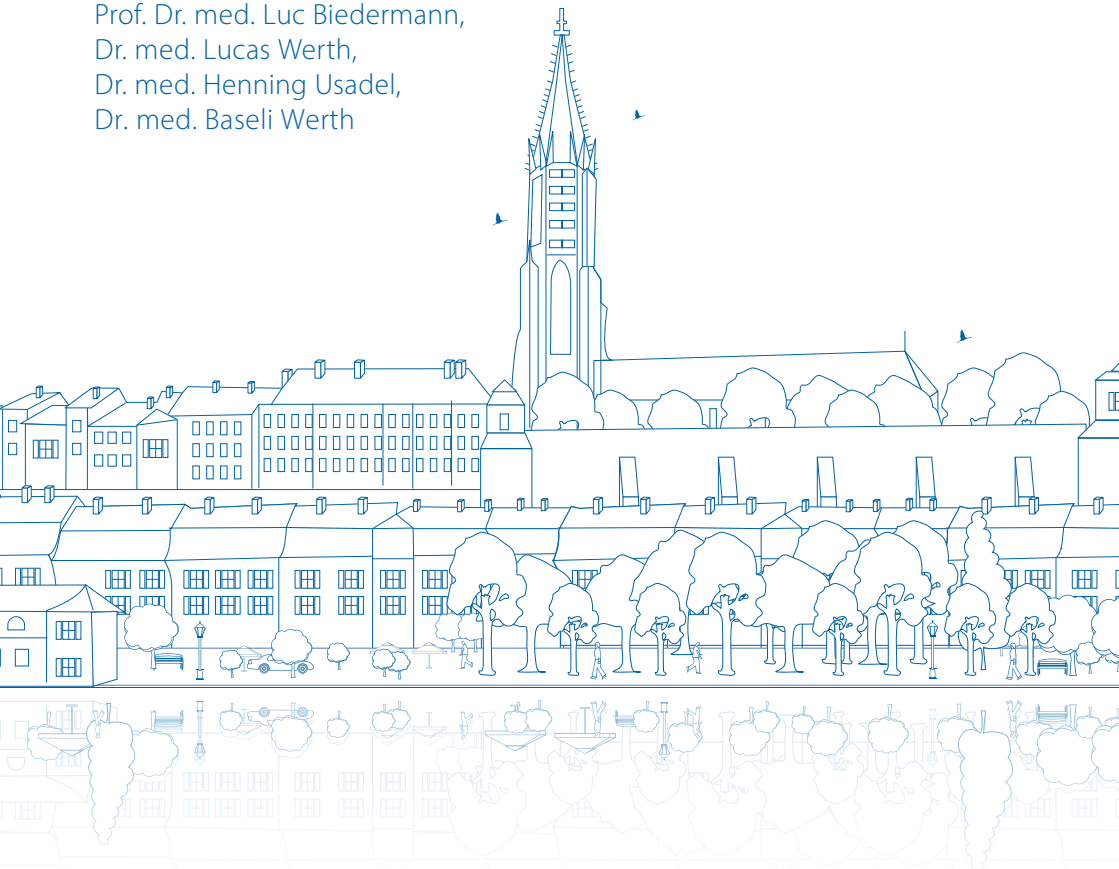 Prof. Dr. med. Luc Biedermann,
Dr. med. Lucas Werth,
Dr. med. Henning Usadel,
Dr. med. Baseli Werth